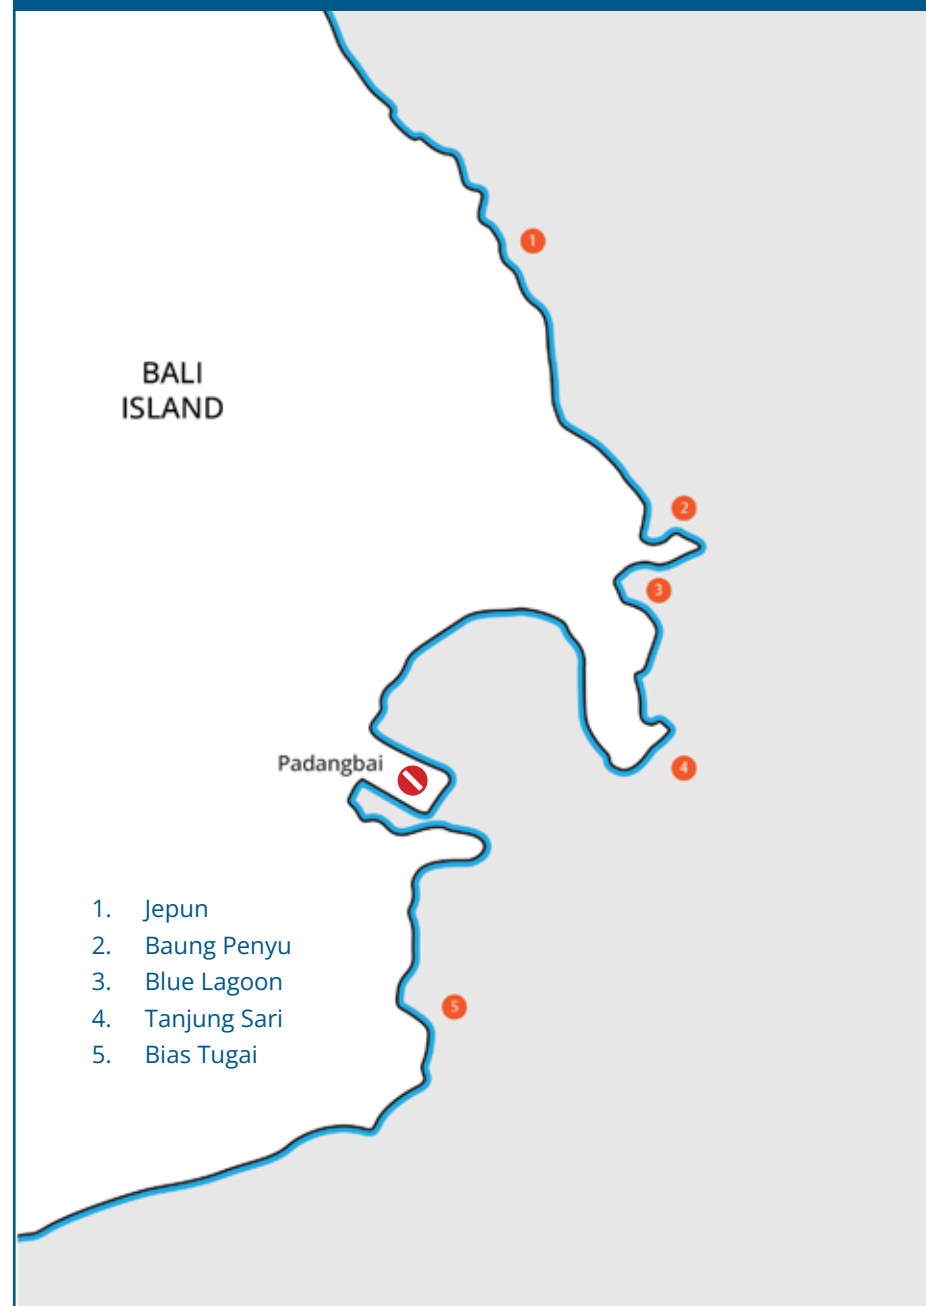 1
BALI
ISLAND
2
3
Padangbai
4
1. Jepun
2. Baung Penyu
3. Blue Lagoon
4. Tanjung Sari
5. Bias Tugai
5